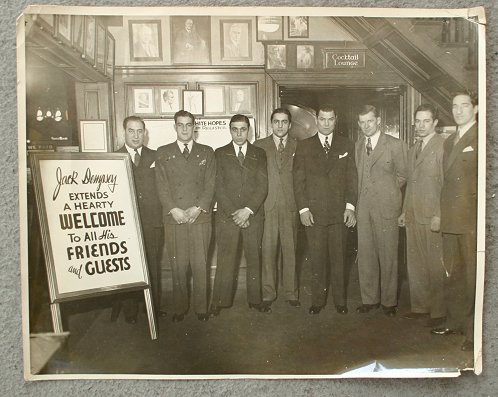 Cocktail
Lounge
WHITE HOPES
Jack Dempsey
EXTENDS
A HEARTY
WELCOME
To All His
FRIENDS
and GUESTS